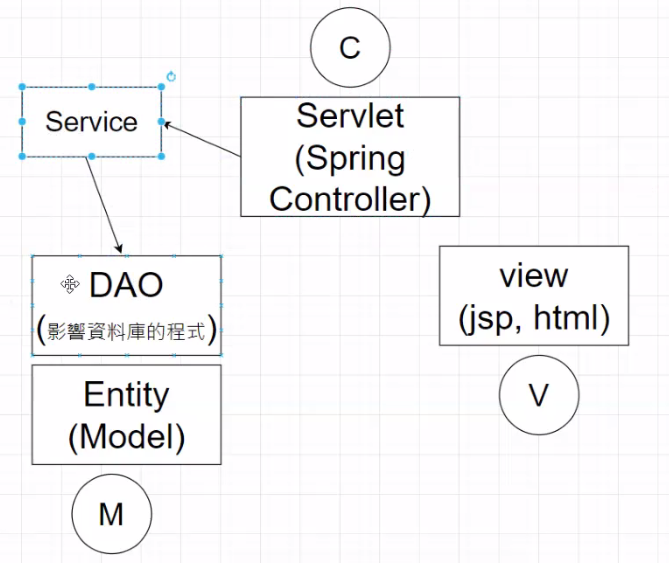 C
Service
Servlet
(Spring
Controller)
DAO
(影響資料庫的程式)
view
(jsp, html)
Entity
(Model)
V
M